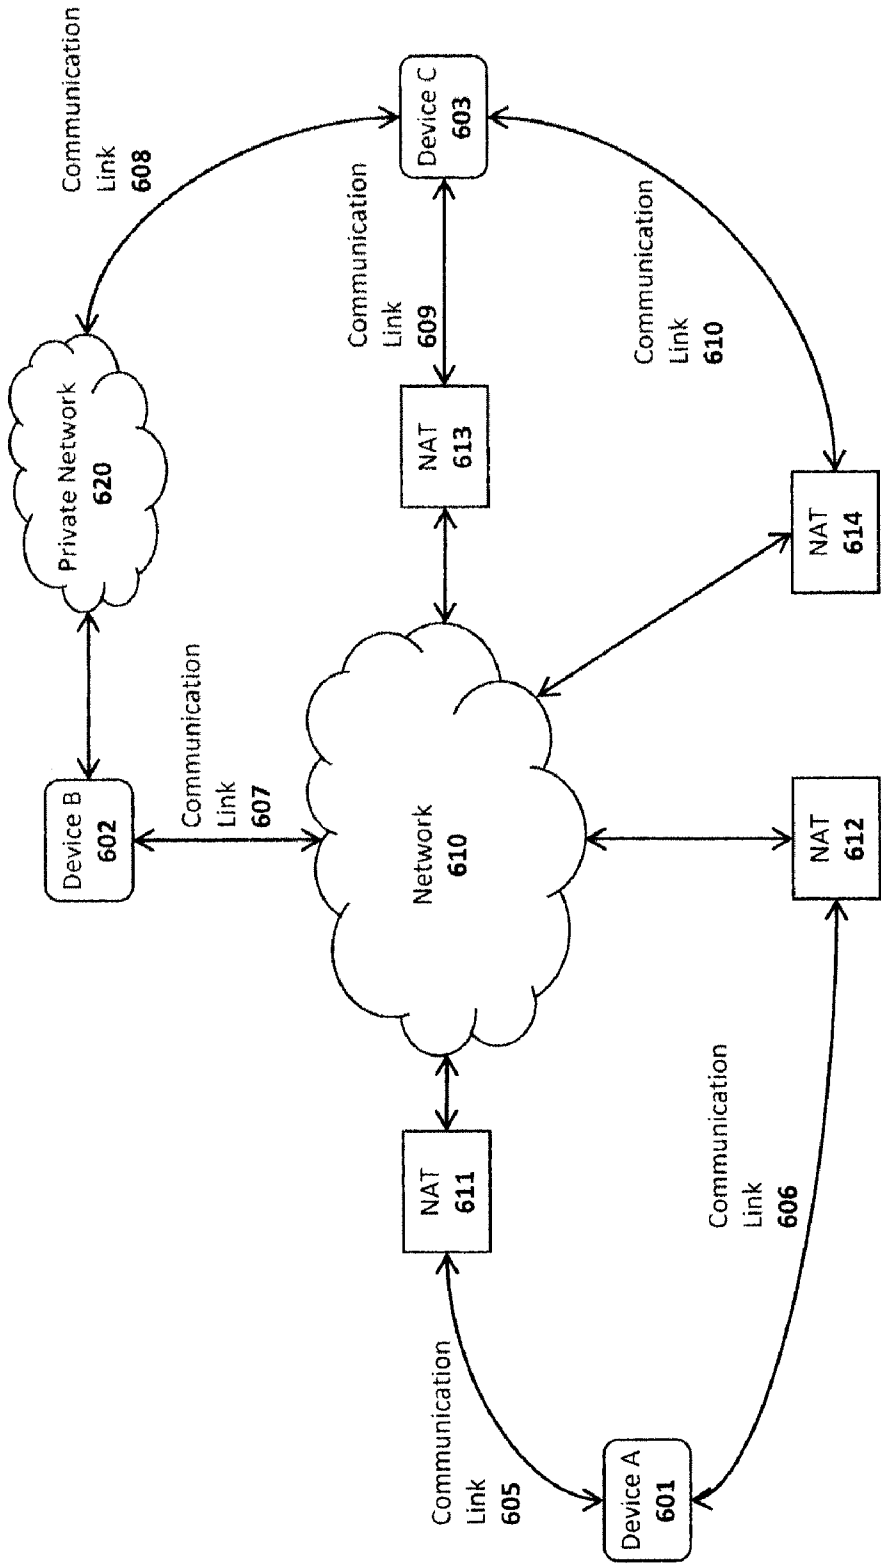 Device B
602
Private Network
620
Communication
Link
608
Communication
Link
607
Communication
Link
605
NAT
611
Network
610
NAT
613
Communication
Link
609
Device C
603
Device A
601
Communication
Link
606
NAT
612
NAT
614
Communication
Link
610